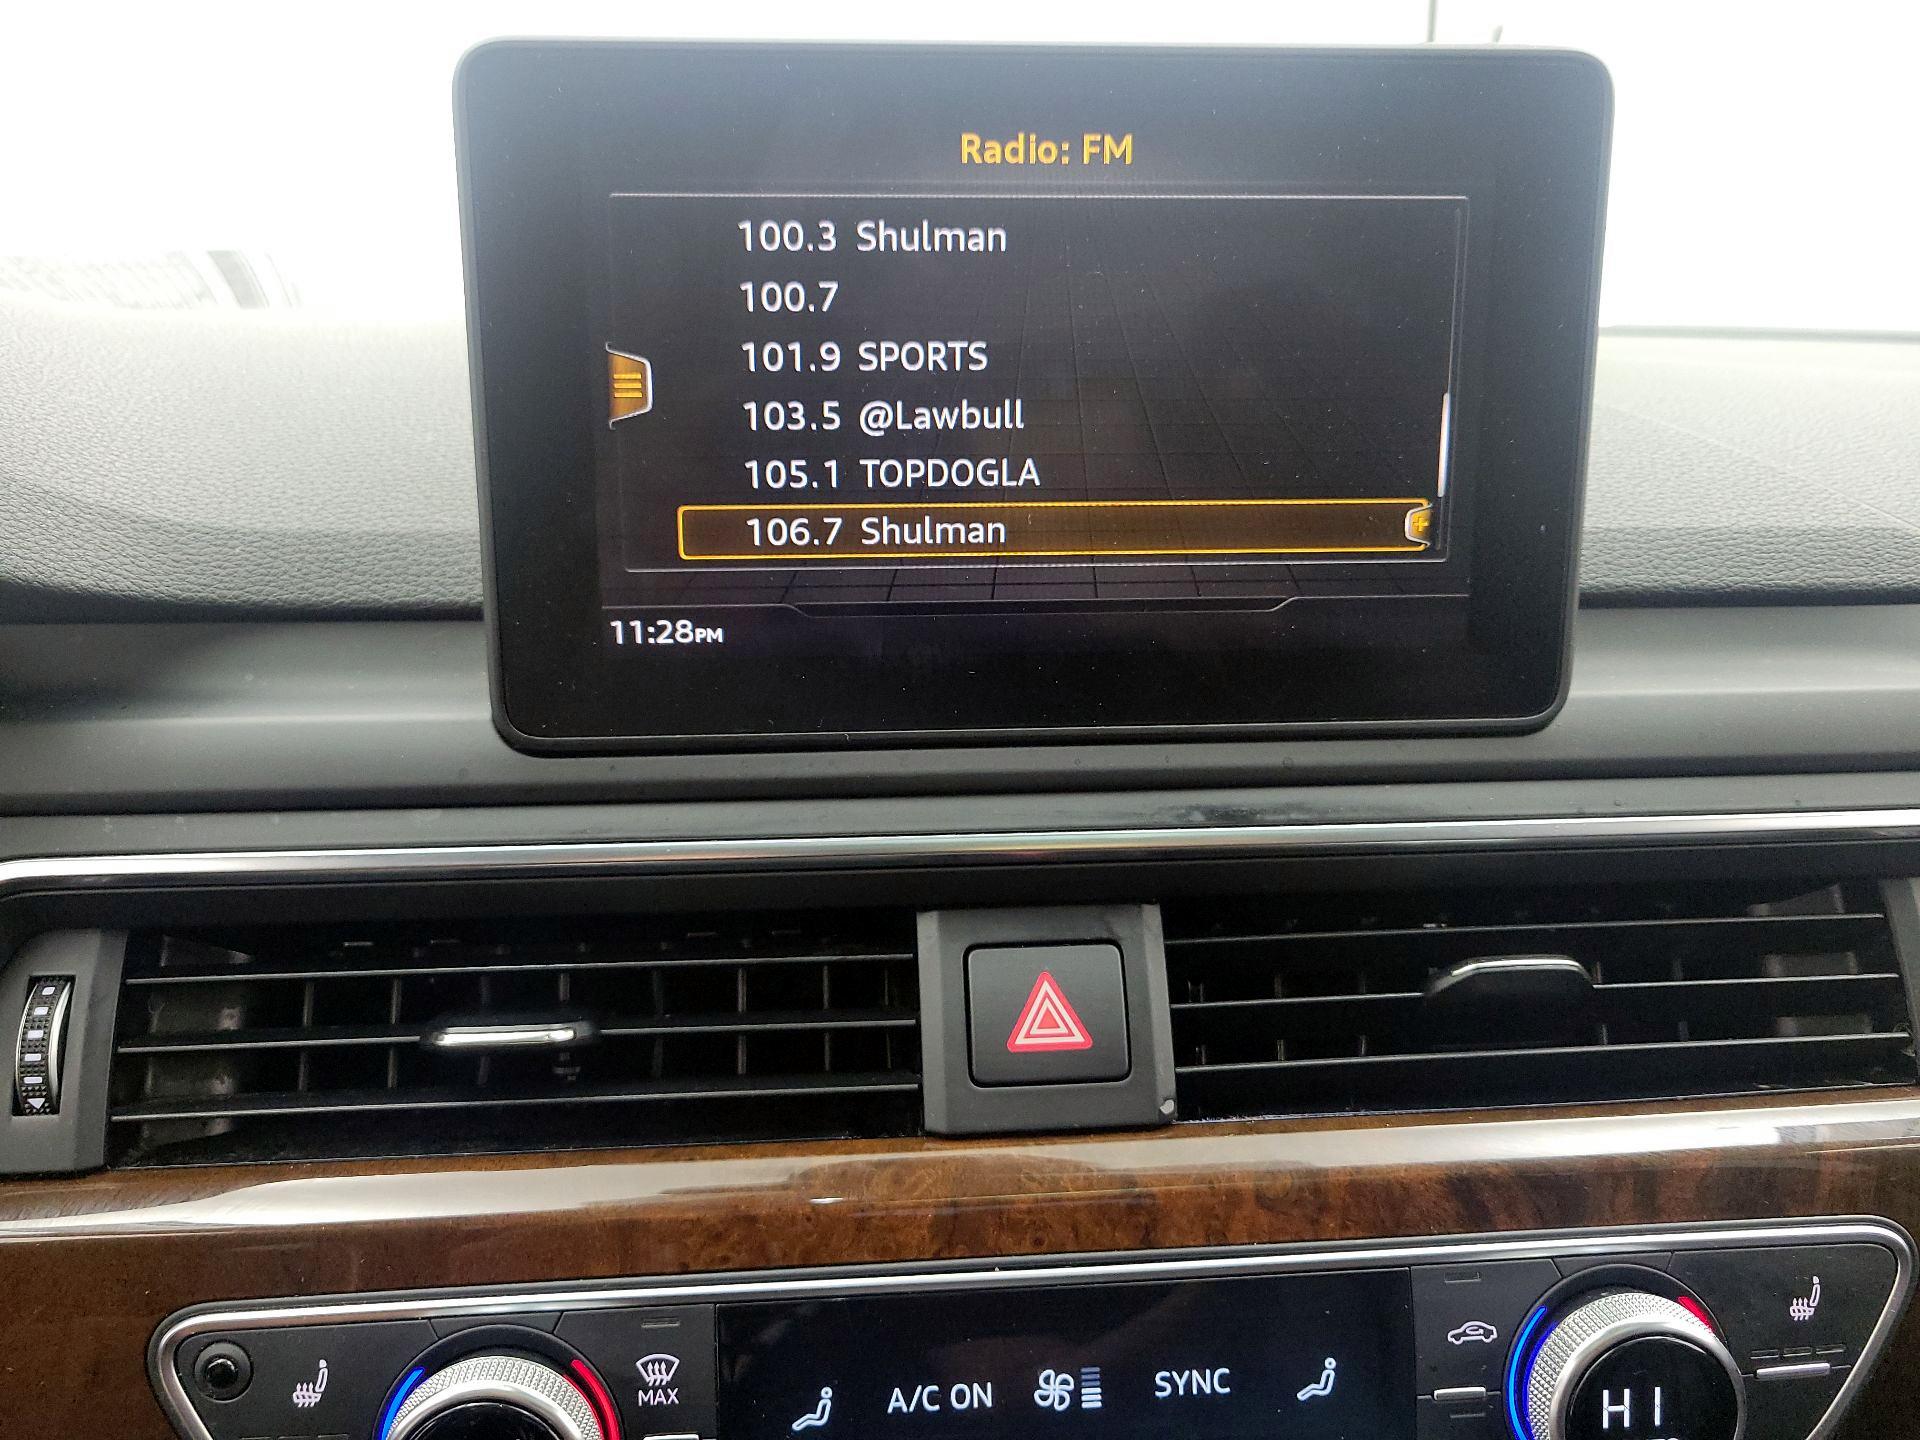 Radio: FM
100.3 Shulman
100.7
101.9 SPORTS
103.5 @Lawbull
105.1 TOPDOGLA
106.7 Shulman
11:28PM
MAX
A/C ON
SYNC
HI